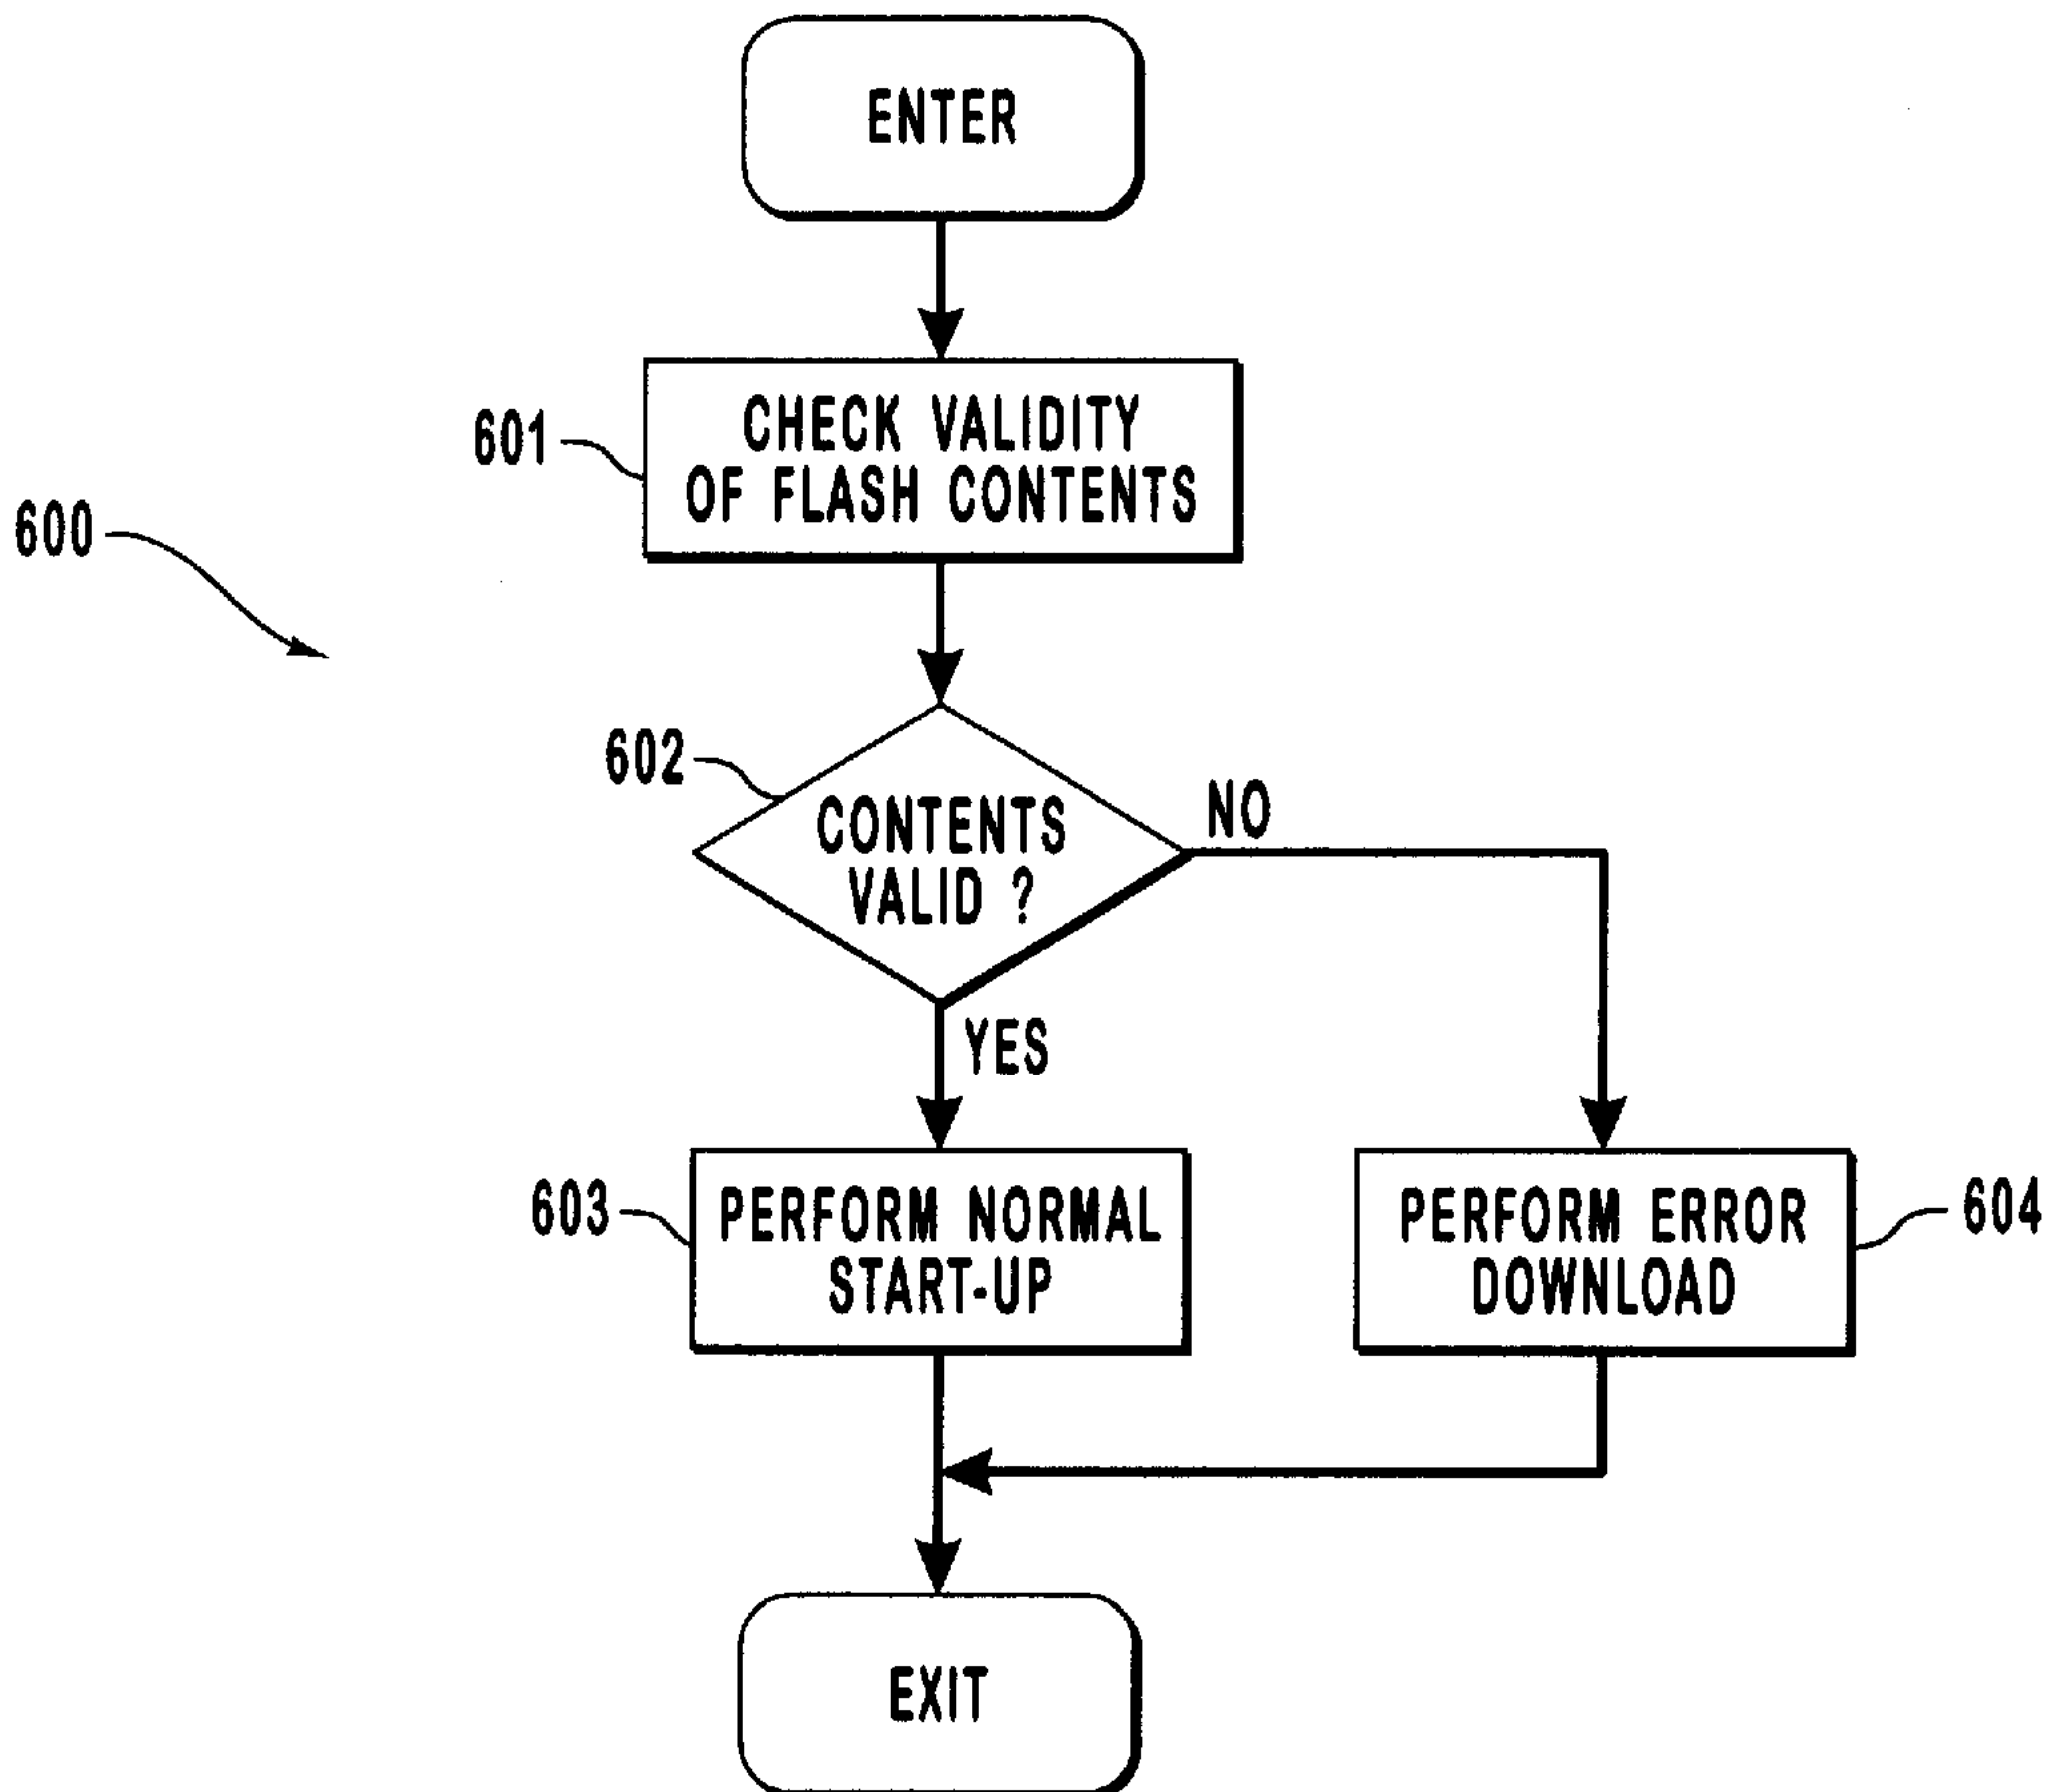 ENTER
601
CHECK VALIDITY
OF FLASH CONTENTS
600
602
CONTENTS
VALID ?
NO
YES
603
PERFORM NORMAL
START-UP
PERFORM ERROR
DOWNLOAD
604
EXIT